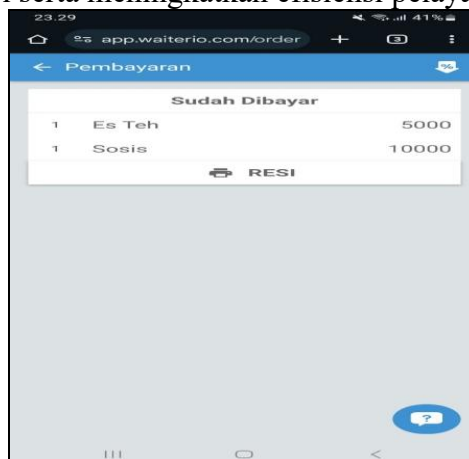 serta meningkatkan efisiensi
23.29 41%
app.waiterio.com/order 3
Pembayaran %
Sudah Dibayar
1 Es Teh 5000
1 Sosis 10000
RESI
?